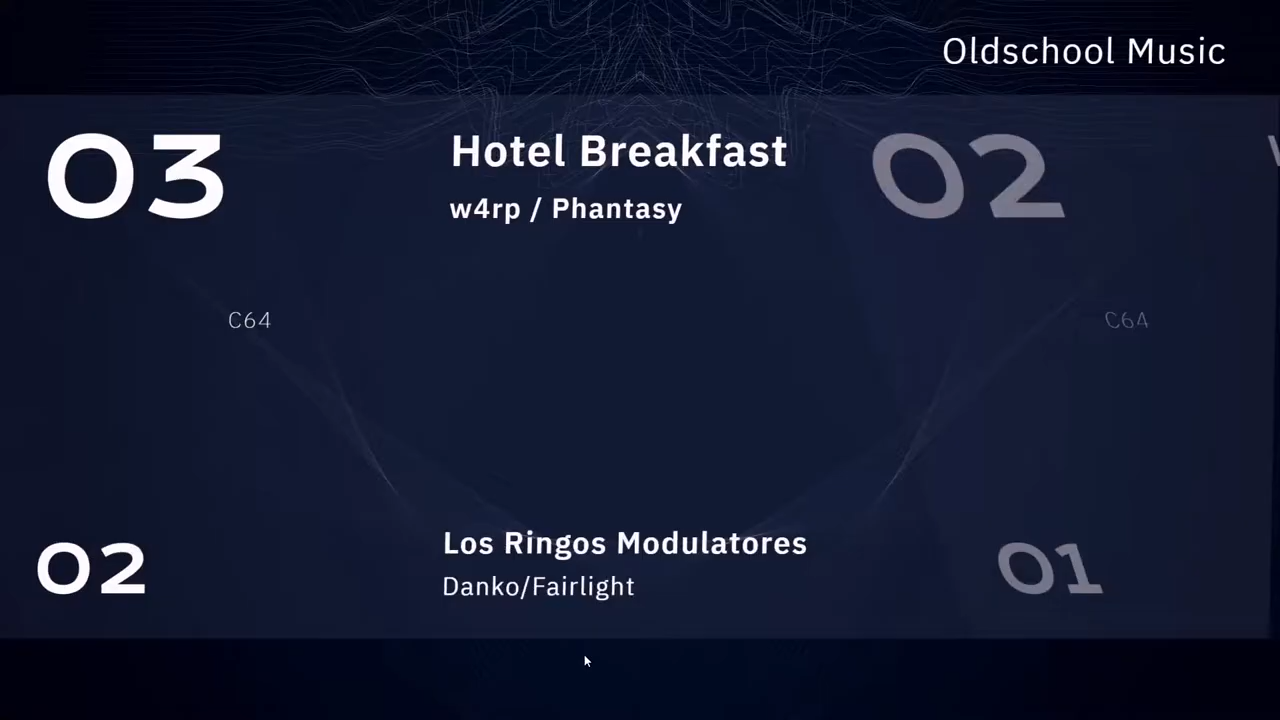 Oldschool Music
03
Hotel Breakfast
w4rp / Phantasy
C64
02
Los Ringos Modulatores
Danko/Fairlight
02
C64
01